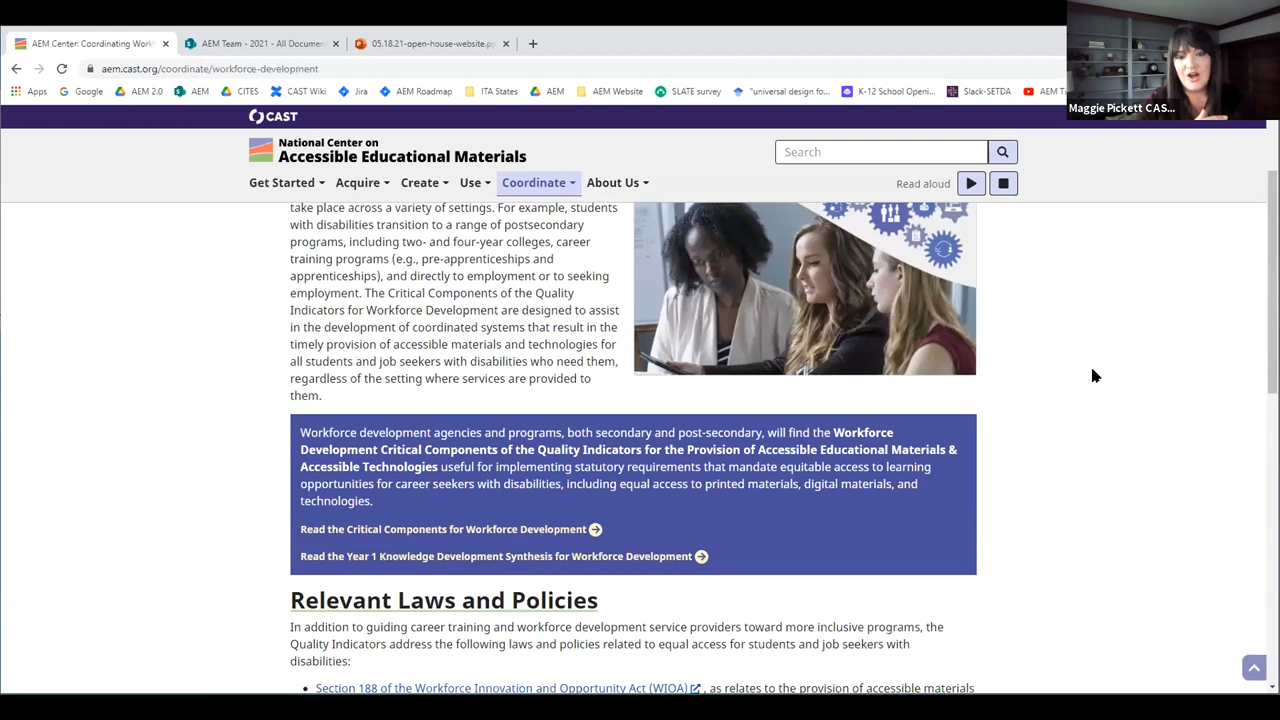 AEM Center: Coordinating Work
AEM Team - 2021 - All Document
05.18.21-open-house-website.pp
aem.cast.org/coordinate/workforce-development
Apps
Google
AEM 2.0
AEM
CITES
CAST Wiki
Jira
AEM Roadmap
ITA States
AEM
AEM Website
SLATE survey
"universal design fo...
K-12 School Openi...
Slack-SETDA
AEM T
Maggie Pickett CAS...
CAST
National Center on
Accessible Educational Materials
Search
Get Started
Acquire
Create
Use
Coordinate
About Us
Read aloud
take place across a variety of settings. For example, students
with disabilities transition to a range of postsecondary
programs, including two- and four-year colleges, career
training programs (e.g., pre-apprenticeships and
apprenticeships), and directly to employment or to seeking
employment. The Critical Components of the Quality
Indicators for Workforce Development are designed to assist
in the development of coordinated systems that result in the
timely provision of accessible materials and technologies for
all students and job seekers with disabilities who need them,
regardless of the setting where services are provided to
them.
Workforce development agencies and programs, both secondary and post-secondary, will find the Workforce
Development Critical Components of the Quality Indicators for the Provision of Accessible Educational Materials &
Accessible Technologies useful for implementing statutory requirements that mandate equitable access to learning
opportunities for career seekers with disabilities, including equal access to printed materials, digital materials, and
technologies.
Read the Critical Components for Workforce Development
Read the Year 1 Knowledge Development Synthesis for Workforce Development
Relevant Laws and Policies
In addition to guiding career training and workforce development service providers toward more inclusive programs, the
Quality Indicators address the following laws and policies related to equal access for students and job seekers with
disabilities:
• Section 188 of the Workforce Innovation and Opportunity Act (WIOA) , as relates to the provision of accessible materials